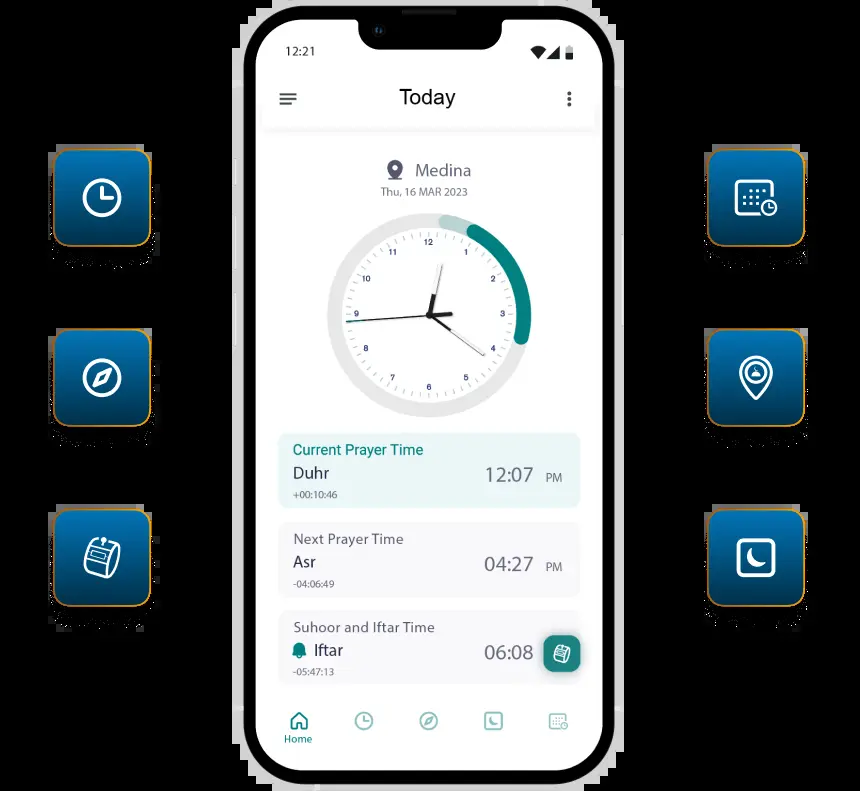 12:21
Today
Medina
Thu, 16 MAR 2023
12
11
1
10
2
9
3
8
4
7
5
6
Current Prayer Time
Duhr
12:07 PM
+00:10:46
Next Prayer Time
Asr
04:27 PM
-04:06:49
Suhoor and Iftar Time
Iftar
06:08
-05:47:13
Home